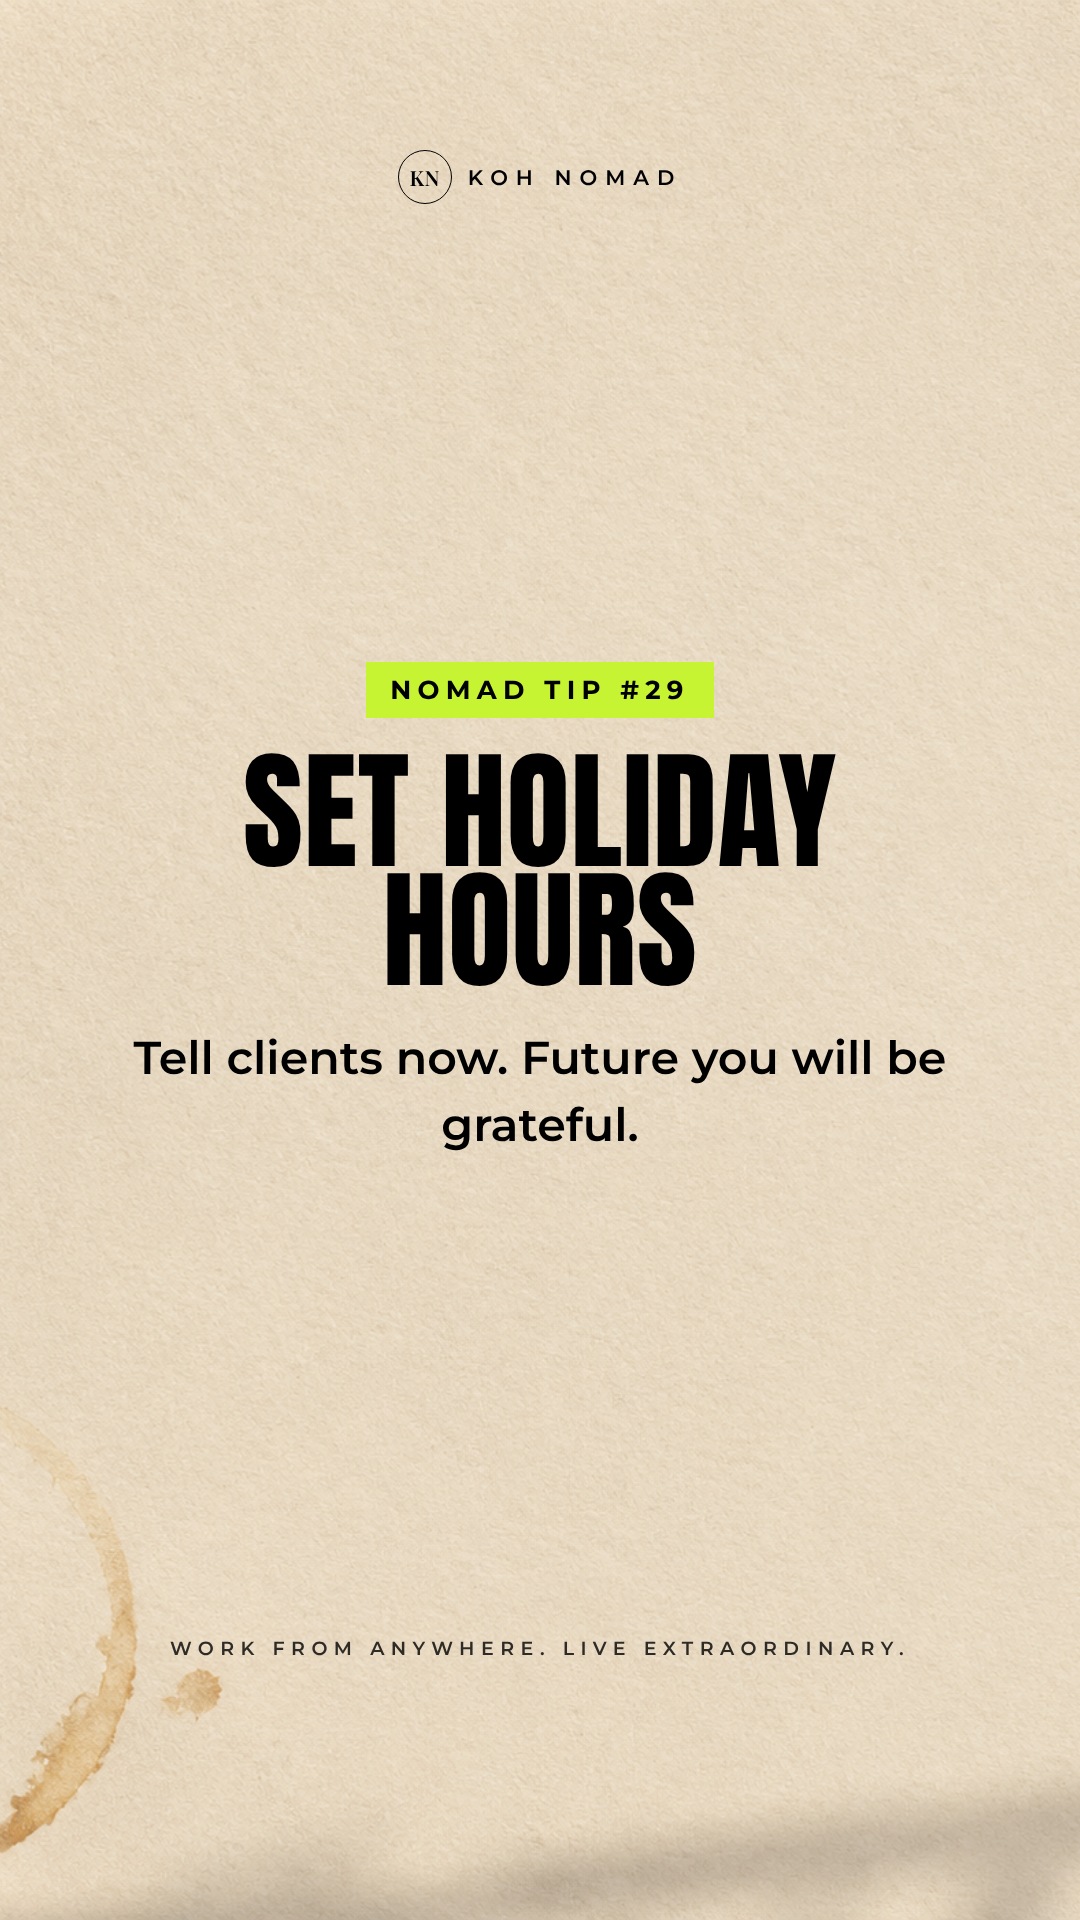 KN KOH NOMAD
NOMAD TIP #29
SET HOLIDAY
HOURS
Tell clients now. Future you will be
grateful.
WORK FROM ANYWHERE. LIVE EXTRAORDINARY.